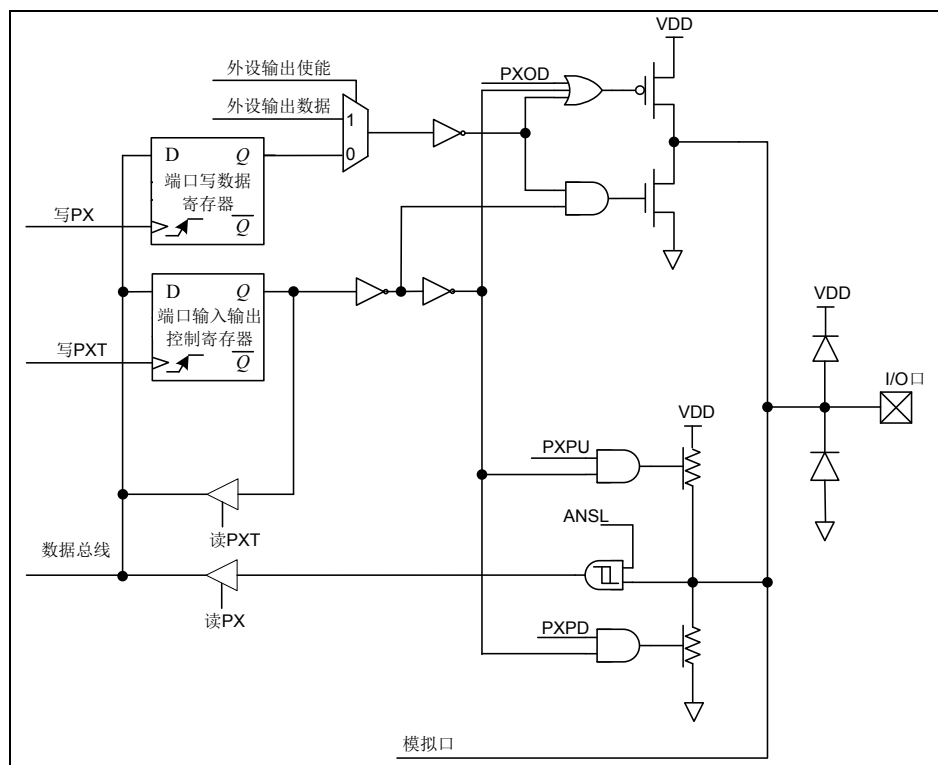 VDD
外设输出使能
PXOD
外设输出数据
1
D
Q
0
端口写数据
寄存器
写PX
Q
D
Q
端口输入输出
控制寄存器
写PXT
Q
VDD
I/O口
VDD
PXPU
ANSL
读PXT
数据总线
读PX
PXPD
模拟口